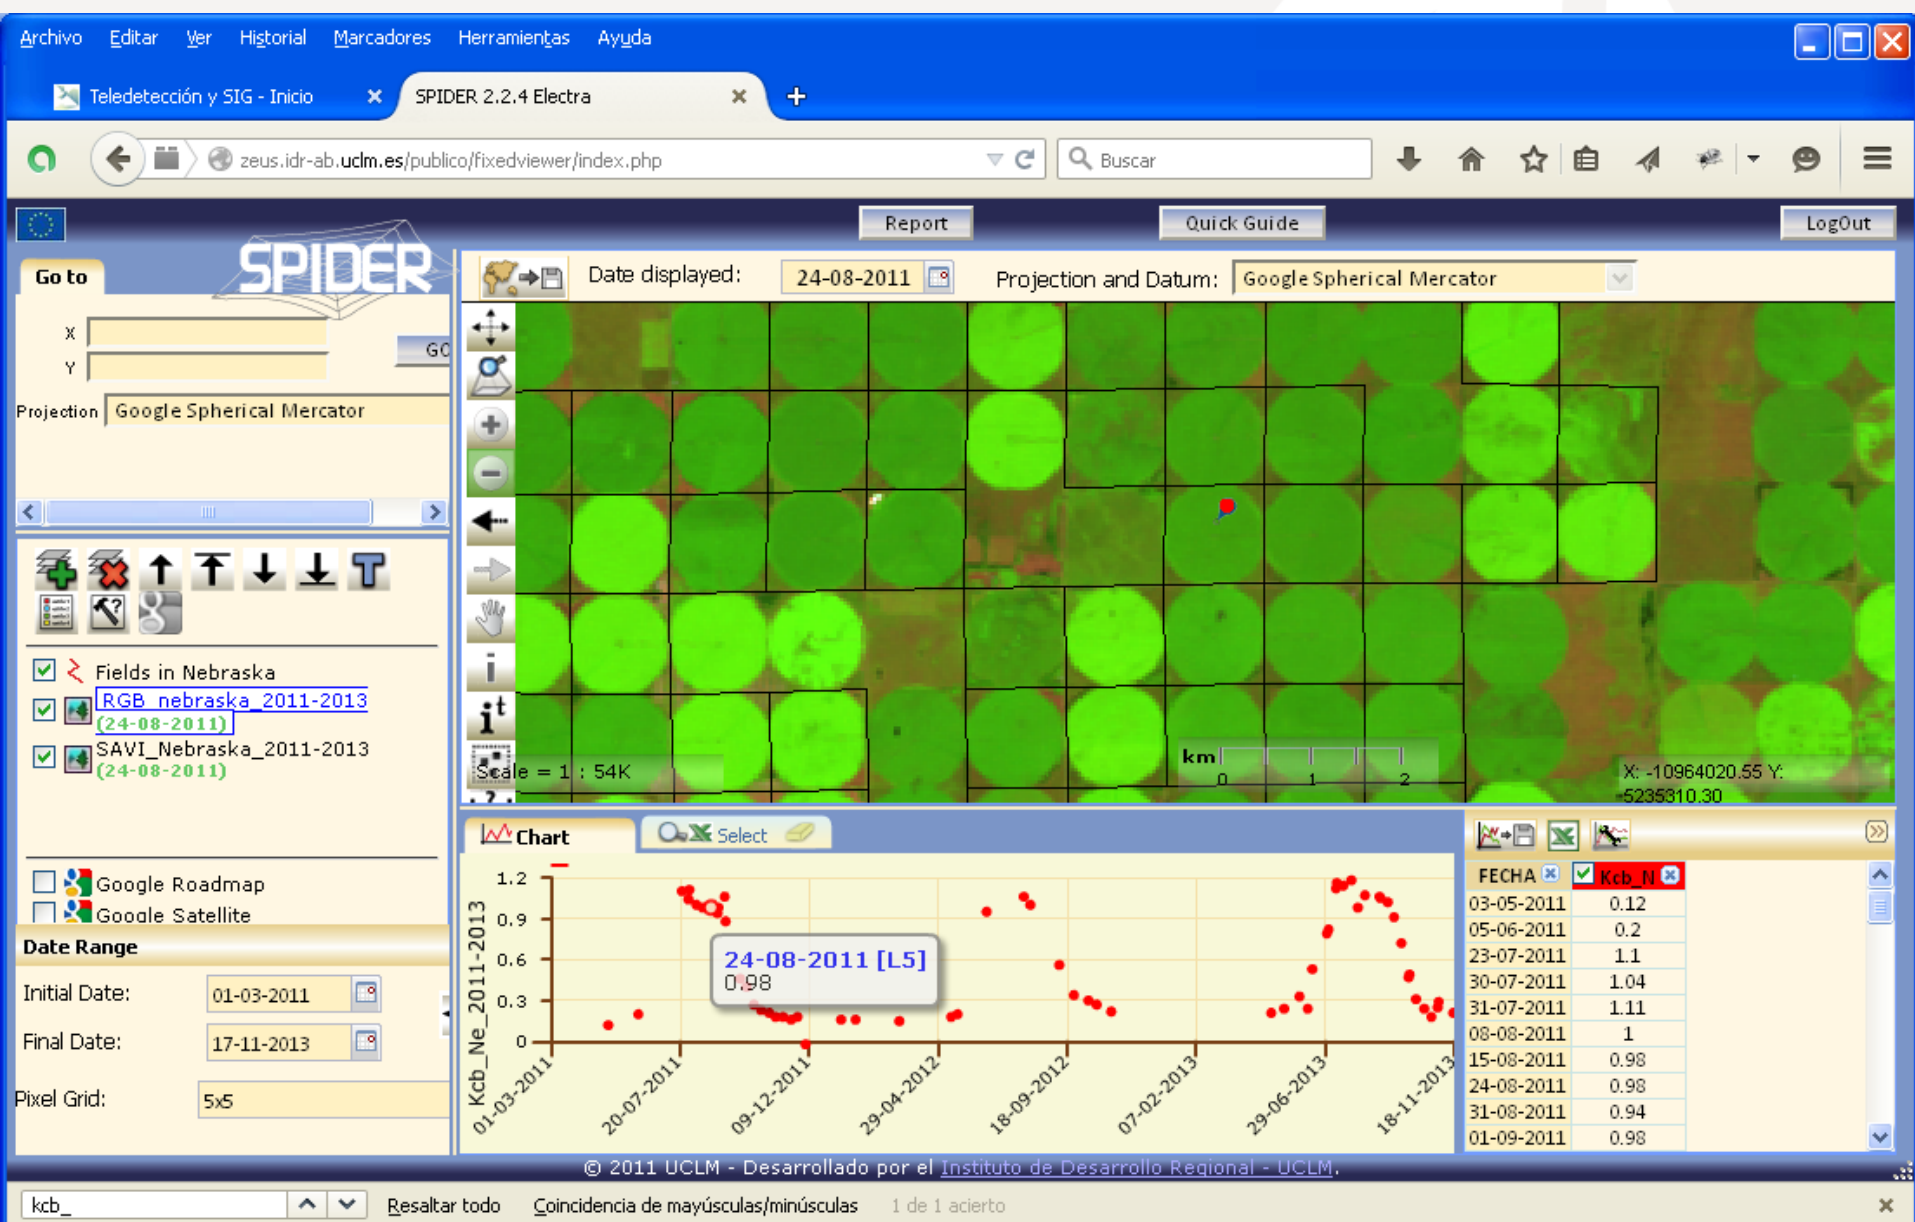 Archivo Editar Ver Historial Marcadores Herramientas Ayuda
Teledetección y SIG - Inicio
SPIDER 2.2.4 Electra
zeus.idr-ab.uclm.es/publico/fixedviewer/index.php
Buscar
Report
Quick Guide
LogOut
SPIDER
Go to
X
Y
GO
Projection Google Spherical Mercator
Date displayed: 24-08-2011
Projection and Datum: Google Spherical Mercator
Fields in Nebraska
RGB_nebraska_2011-2013
(24-08-2011)
SAVI_Nebraska_2011-2013
(24-08-2011)
Google Roadmap
Google Satellite
Date Range
Initial Date: 01-03-2011
Final Date: 17-11-2013
Pixel Grid: 5x5
Scale = 1 : 54K
km
0 1 2
X: -10964020.55 Y:
-5235310.30
Chart
Select
Kcb_Ne_2011-2013
1.2
0.9
0.6
0.3
0
24-08-2011 [L5]
0.98
01-03-2011
20-07-2011
09-12-2011
29-04-2012
18-09-2012
07-02-2013
29-06-2013
18-11-2013
FECHA Kcb_N
03-05-2011 0.12
05-06-2011 0.2
23-07-2011 1.1
30-07-2011 1.04
31-07-2011 1.11
08-08-2011 1
15-08-2011 0.98
24-08-2011 0.98
31-08-2011 0.94
01-09-2011 0.98
© 2011 UCLM - Desarrollado por el Instituto de Desarrollo Regional - UCLM.
kcb_
Resaltar todo
Coincidencia de mayúsculas/minúsculas
1 de 1 acierto